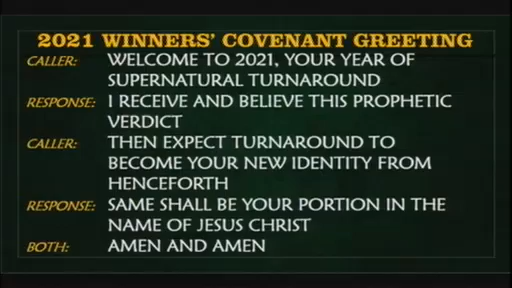 2021 WINNERS' COVENANT GREETING
CALLER: WELCOME TO 2021, YOUR YEAR OF
SUPERNATURAL TURNAROUND
RESPONSE: I RECEIVE AND BELIEVE THIS PROPHETIC
VERDICT
CALLER: THEN EXPECT TURNAROUND TO
BECOME YOUR NEW IDENTITY FROM
HENCEFORTH
RESPONSE: SAME SHALL BE YOUR PORTION IN THE
NAME OF JESUS CHRIST
BOTH: AMEN AND AMEN